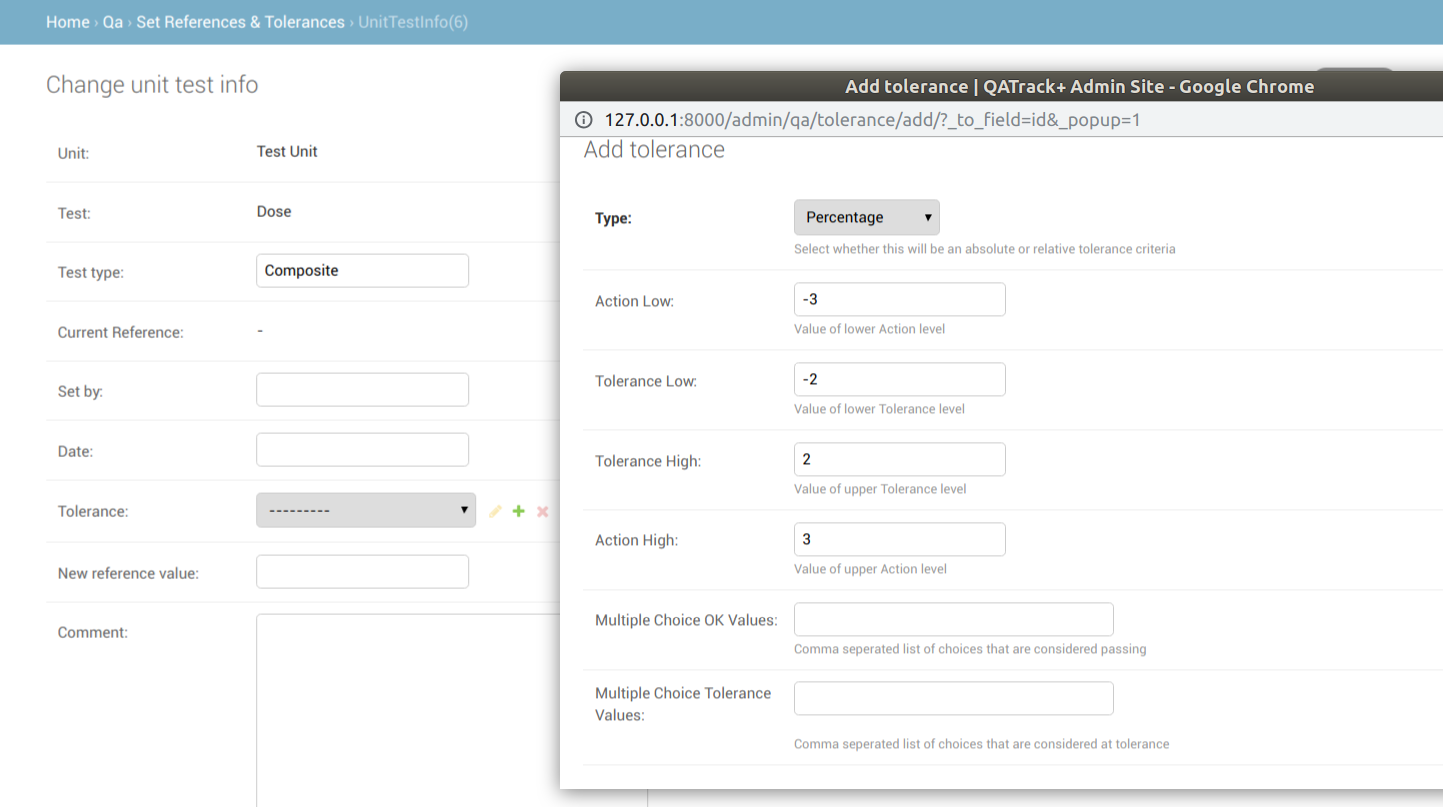 Home › Qa › Set References & Tolerances › UnitTestInfo(6)
Change unit test info
Unit: Test Unit
Test: Dose
Test type: Composite
Current Reference: -
Set by:
Date:
Tolerance: ---------
New reference value:
Comment:
Add tolerance | QATrack+ Admin Site - Google Chrome
127.0.0.1:8000/admin/qa/tolerance/add/?_to_field=id&_popup=1
Add tolerance
Type: Percentage
Select whether this will be an absolute or relative tolerance criteria
Action Low: -3
Value of lower Action level
Tolerance Low: -2
Value of lower Tolerance level
Tolerance High: 2
Value of upper Tolerance level
Action High: 3
Value of upper Action level
Multiple Choice OK Values:
Comma seperated list of choices that are considered passing
Multiple Choice Tolerance
Values:
Comma seperated list of choices that are considered at tolerance